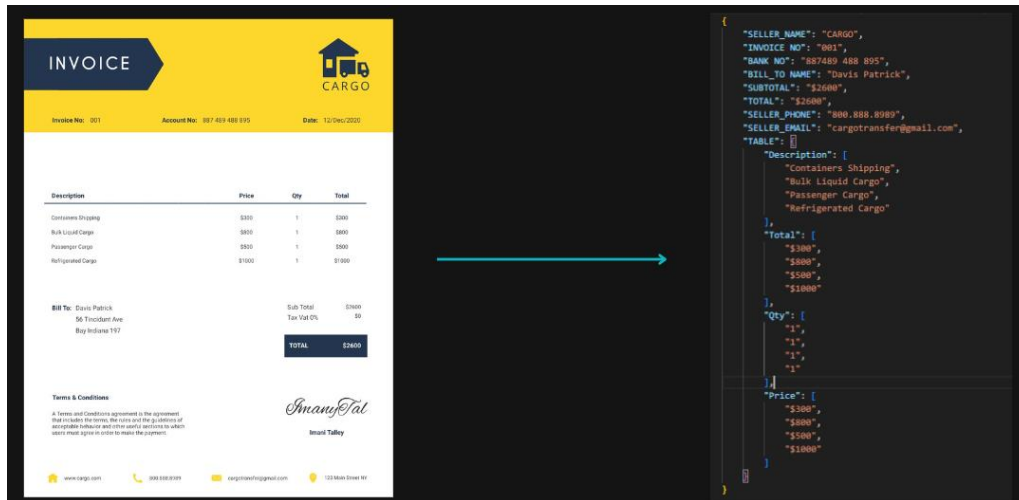 INVOICE
CARGO
Invoice No: 001 Account No: 887 489 488 895 Date: 12/Dec/2020
Description Price Qty Total
Containers Shipping $300 1 $300
Bulk Liquid Cargo $800 1 $800
Passenger Cargo $500 1 $500
Refrigerated Cargo $1000 1 $1000
Bill To: Davis Patrick
56 Tincidunt Ave
Bay Indiana 197
Sub Total $2600
Tax Vat 0% $0
TOTAL $2600
Terms & Conditions
A Terms and Conditions agreement is the agreement
that includes the terms, the rules and the guidelines of
acceptable behavior and other useful sections to which
users must agree in order to make the payment.
ImanyTal
Imani Talley
www.cargo.com 800.888.8989 cargotransfer@gmail.com 123 Main Street NY
{
"SELLER_NAME": "CARGO",
"INVOICE NO": "001",
"BANK NO": "887489 488 895",
"BILL_TO NAME": "Davis Patrick",
"SUBTOTAL": "$2600",
"TOTAL": "$2600",
"SELLER_PHONE": "800.888.8989",
"SELLER_EMAIL": "cargotransfer@gmail.com",
"TABLE": {
"Description": [
"Containers Shipping",
"Bulk Liquid Cargo",
"Passenger Cargo",
"Refrigerated Cargo"
],
"Total": [
"$300",
"$800",
"$500",
"$1000"
],
"Qty": [
"1",
"1",
"1",
"1"
],
"Price": [
"$300",
"$800",
"$500",
"$1000"
]
}
}